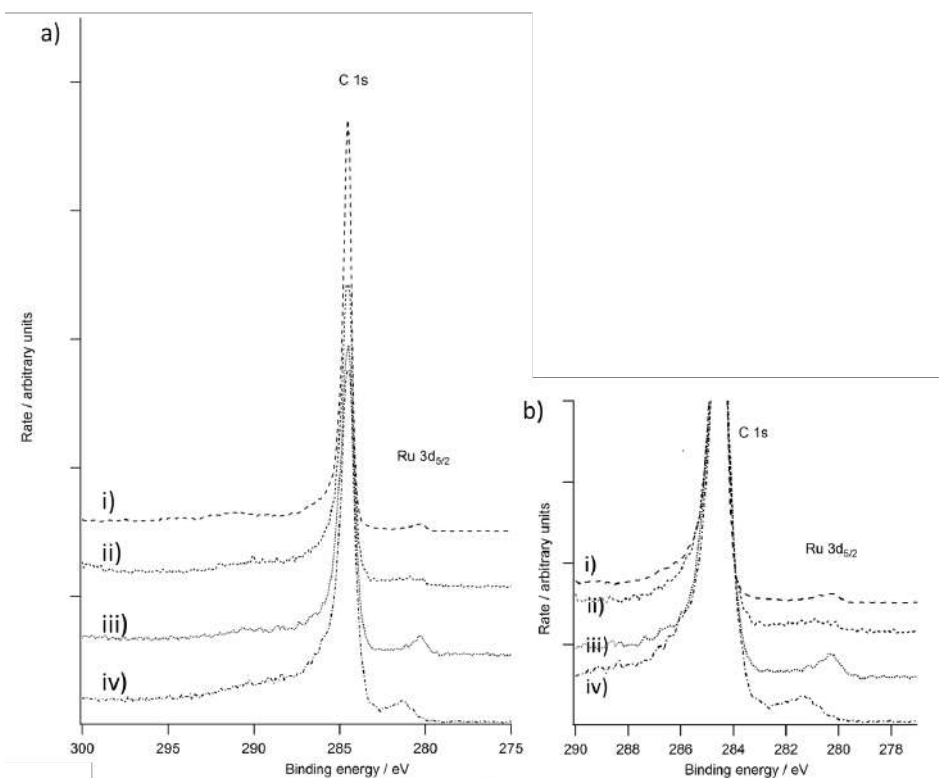 a)
C 1s
Ru 3d5/2
i)
ii)
iii)
iv)
Rate / arbitrary units
300 295 290 285 280 275
Binding energy / eV
b)
C 1s
Ru 3d5/2
i)
ii)
iii)
iv)
Rate / arbitrary units
290 288 286 284 282 280 278
Binding energy / eV